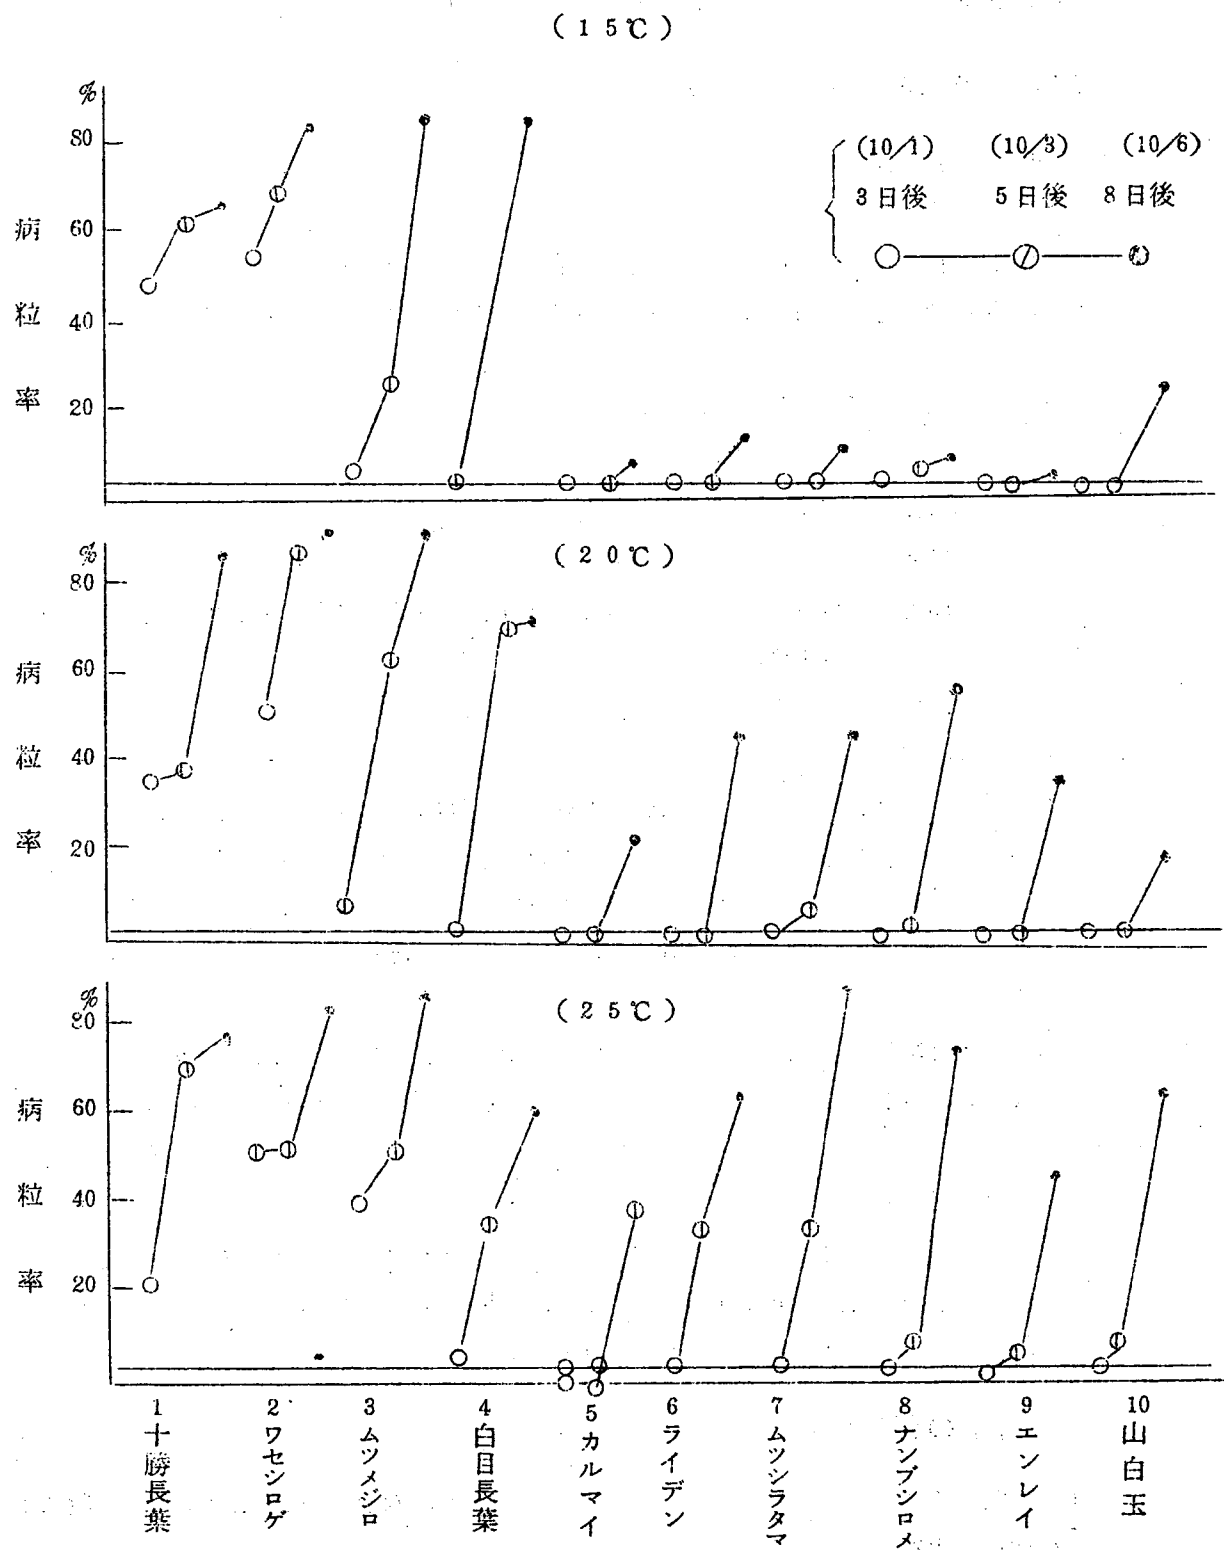 (15℃)
%
80
60
40
20
病粒率
(10/1) (10/3) (10/6)
3日後 5日後 8日後
(20℃)
%
80
60
40
20
病粒率
(25℃)
%
80
60
40
20
病粒率
1 十勝長葉
2 ワセシロゲ
3 ムツメジロ
4 白目長葉
5 カルマイ
6 ライデン
7 ムツシラタマ
8 ナンブシロメ
9 エンレイ
10 山白玉